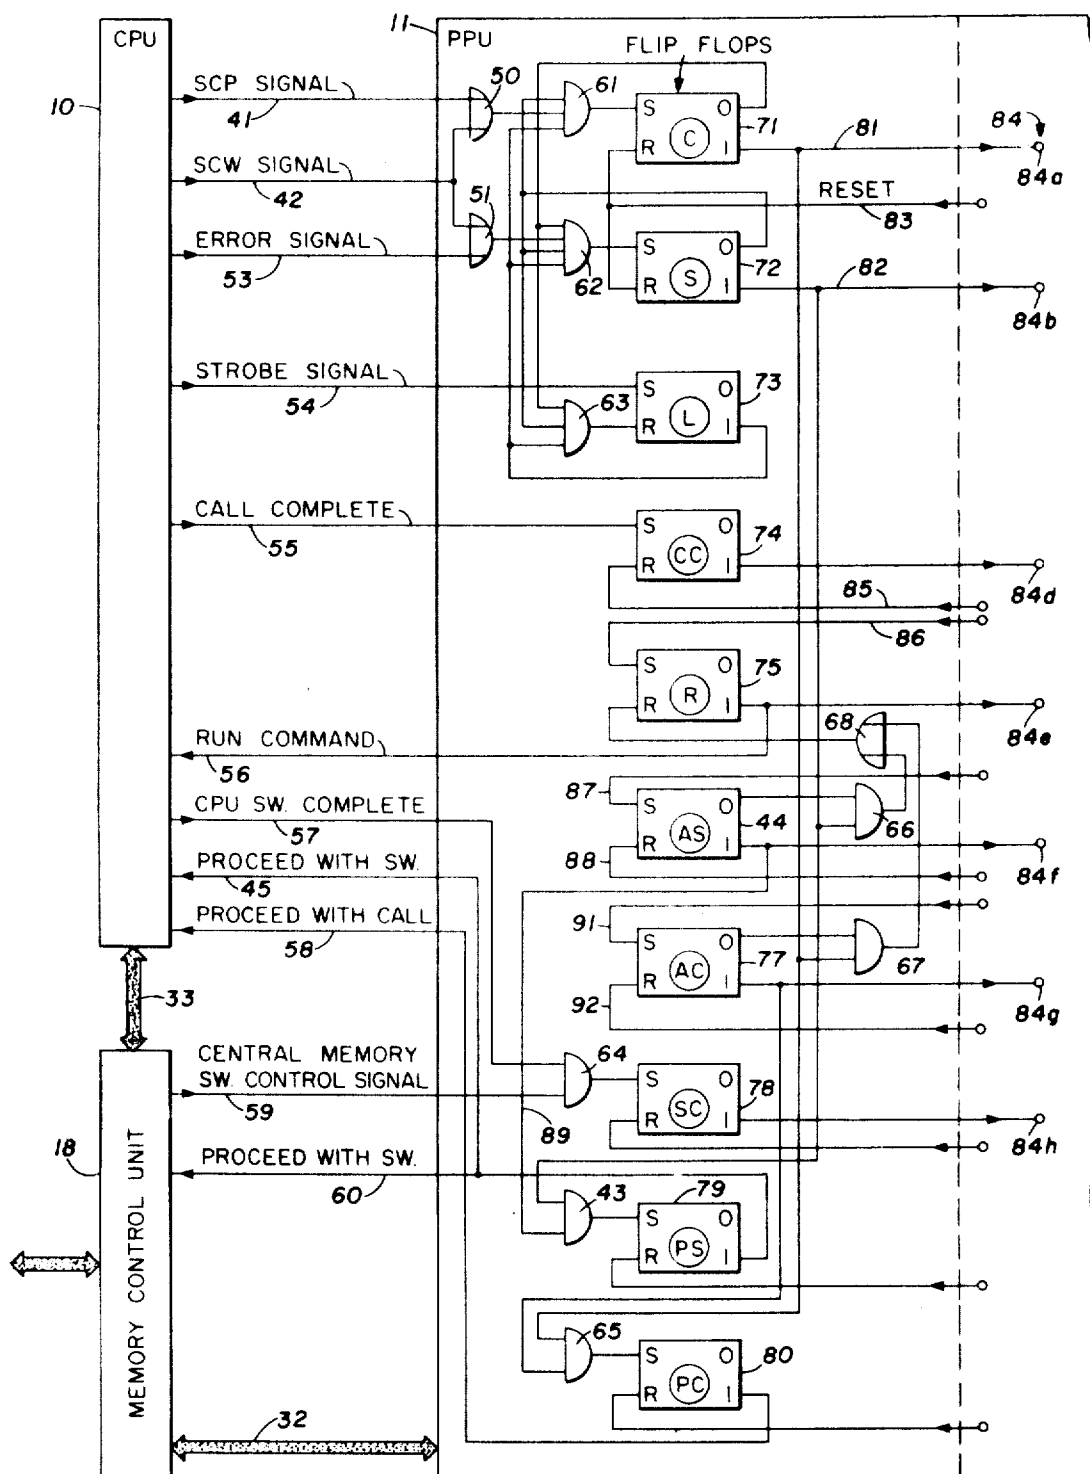 CPU
11 PPU
FLIP FLOPS
10
SCP SIGNAL
41
50
61
S O
C
R 1
71
81
84
84a
SCW SIGNAL
42
RESET
83
51
ERROR SIGNAL
53
62
S O
S
R 1
72
82
84b
STROBE SIGNAL
54
63
S O
L
R 1
73
CALL COMPLETE
55
S O
CC
R 1
74
84d
85
86
S O
R
R 1
75
84e
68
RUN COMMAND
56
87
CPU SW. COMPLETE
57
S O
AS
R 1
44
66
88
84f
PROCEED WITH SW.
45
PROCEED WITH CALL
58
91
S O
AC
R 1
77
67
92
84g
33
CENTRAL MEMORY
SW. CONTROL SIGNAL
59
64
S O
SC
R 1
78
89
84h
18
MEMORY CONTROL UNIT
PROCEED WITH SW.
60
43
79
S O
PS
R 1
65
S O
PC
R 1
80
32